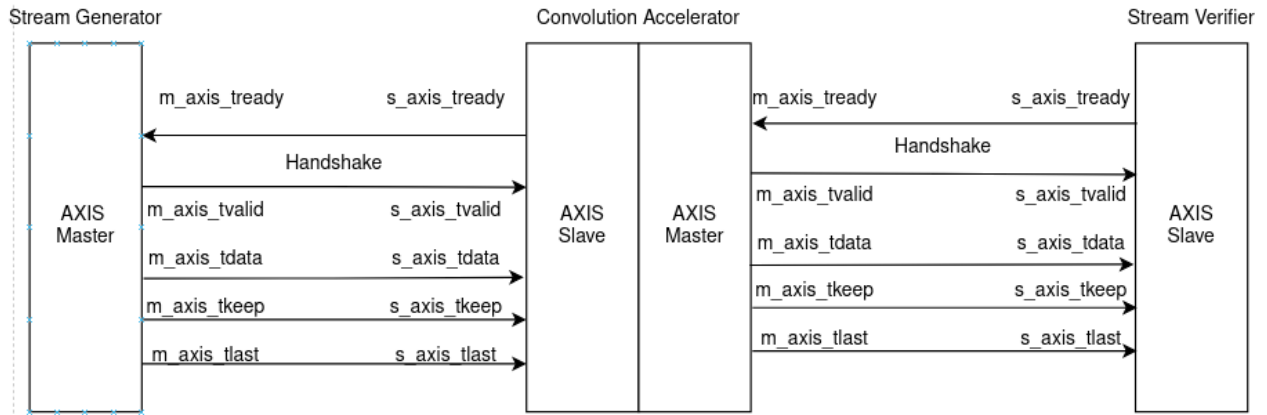 Stream Generator
Convolution Accelerator
Stream Verifier
m_axis_tready
s_axis_tready
m_axis_tready
s_axis_tready
Handshake
Handshake
m_axis_tvalid
s_axis_tvalid
m_axis_tvalid
s_axis_tvalid
AXIS
Master
AXIS
Slave
AXIS
Master
AXIS
Slave
m_axis_tdata
s_axis_tdata
m_axis_tdata
s_axis_tdata
m_axis_tkeep
s_axis_tkeep
m_axis_tkeep
s_axis_tkeep
m_axis_tlast
s_axis_tlast
m_axis_tlast
s_axis_tlast